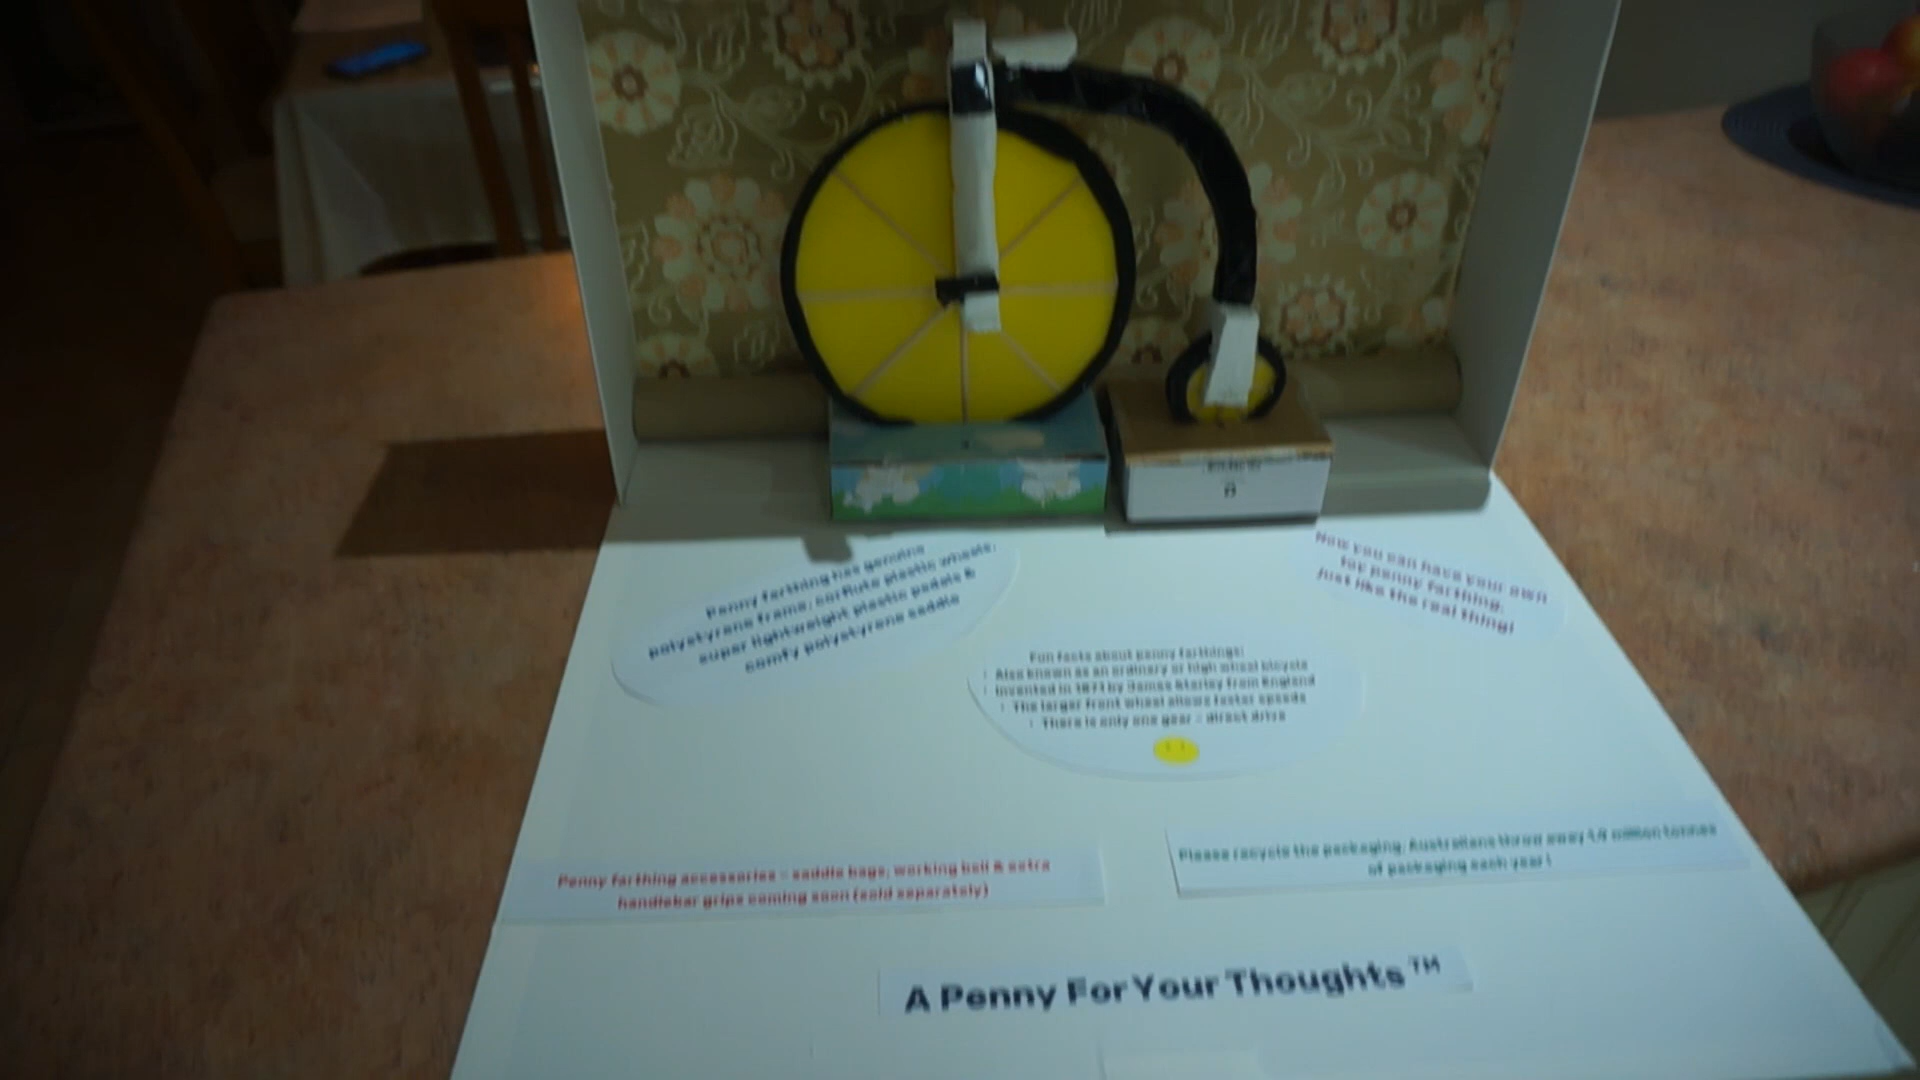 Penny farthing has genuine
polystyrene frame, corflute plastic wheels,
super lightweight plastic pedals &
comfy polystyrene saddle
Now you can have your own
toy penny farthing,
just like the real thing!
Fun facts about penny farthings:
• Also known as an ordinary or high wheel bicycle
• Invented in 1871 by James Starley from England
• The larger front wheel allows faster speeds
• There is only one gear - direct drive
Penny farthing accessories - saddle bags, working bell & extra
handlebar grips coming soon (sold separately)
Please recycle the packaging. Australians throw away million tonnes
of packaging each year!
A Penny For Your Thoughts™